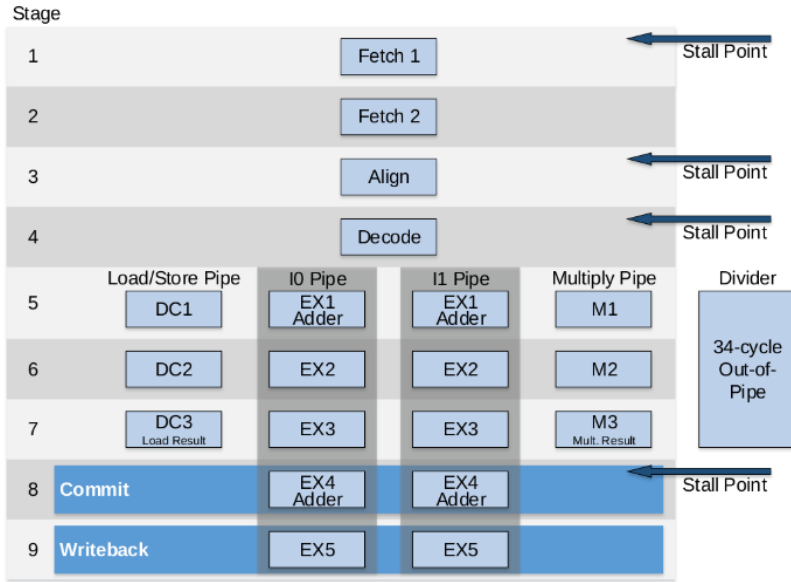 Stage
1
Fetch 1
Stall Point
2
Fetch 2
3
Align
Stall Point
4
Decode
Stall Point
Load/Store Pipe
I0 Pipe
I1 Pipe
Multiply Pipe
Divider
5
DC1
EX1
Adder
EX1
Adder
M1
34-cycle
Out-of-
Pipe
6
DC2
EX2
EX2
M2
7
DC3
Load Result
EX3
EX3
M3
Mult. Result
8
Commit
EX4
Adder
EX4
Adder
Stall Point
9
Writeback
EX5
EX5